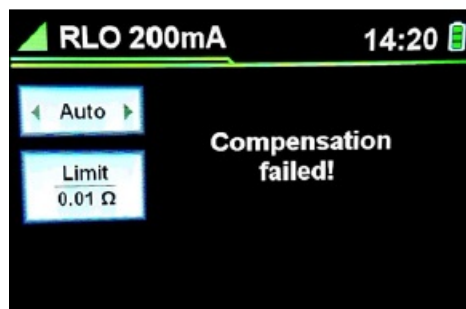 RLO 200mA 14:20
Auto
Compensation
failed!
Limit
0.01 Ω